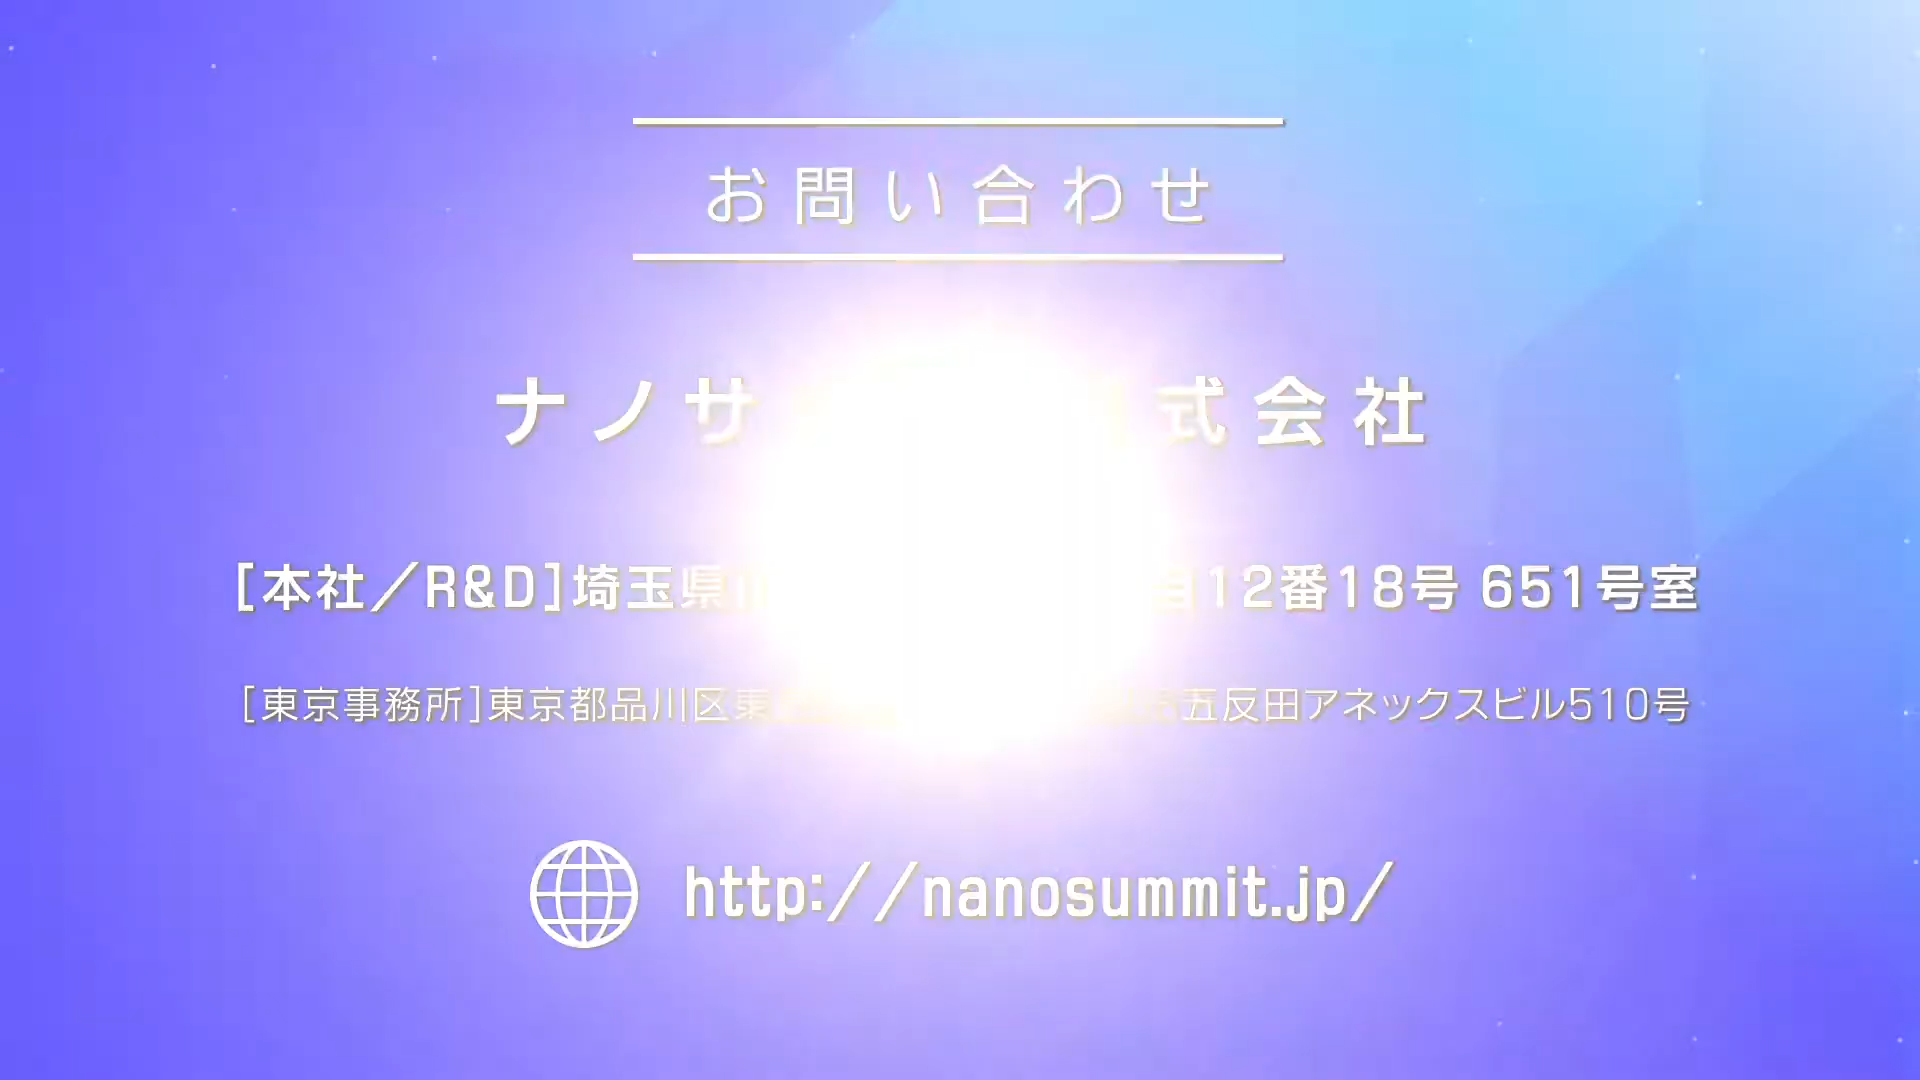 お問い合わせ
ナノサ 式会社
[本社／R&D]埼玉県 目12番18号 651号室
[東京事務所]東京都品川区東 五反田アネックスビル510号
http://nanosummit.jp/